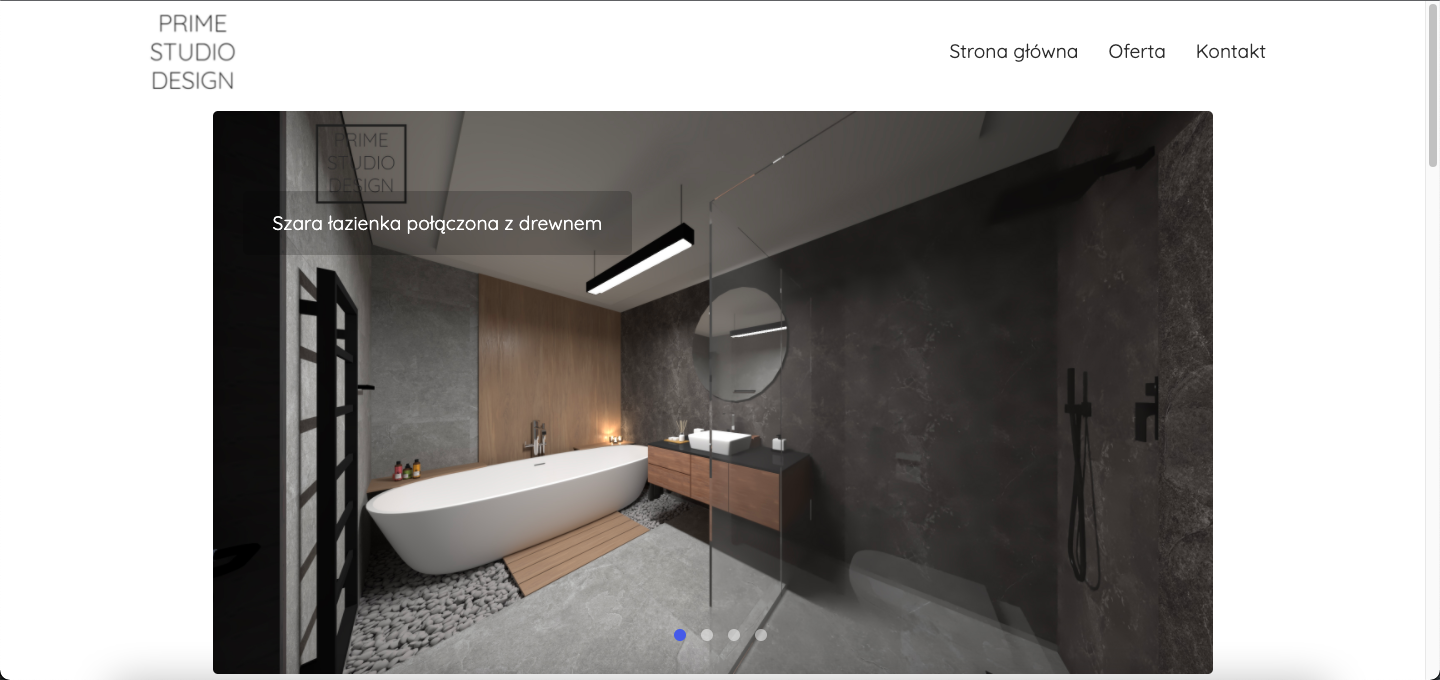 PRIME
STUDIO
DESIGN
Strona główna
Oferta
Kontakt
PRIME
STUDIO
DESIGN
Szara łazienka połączona z drewnem